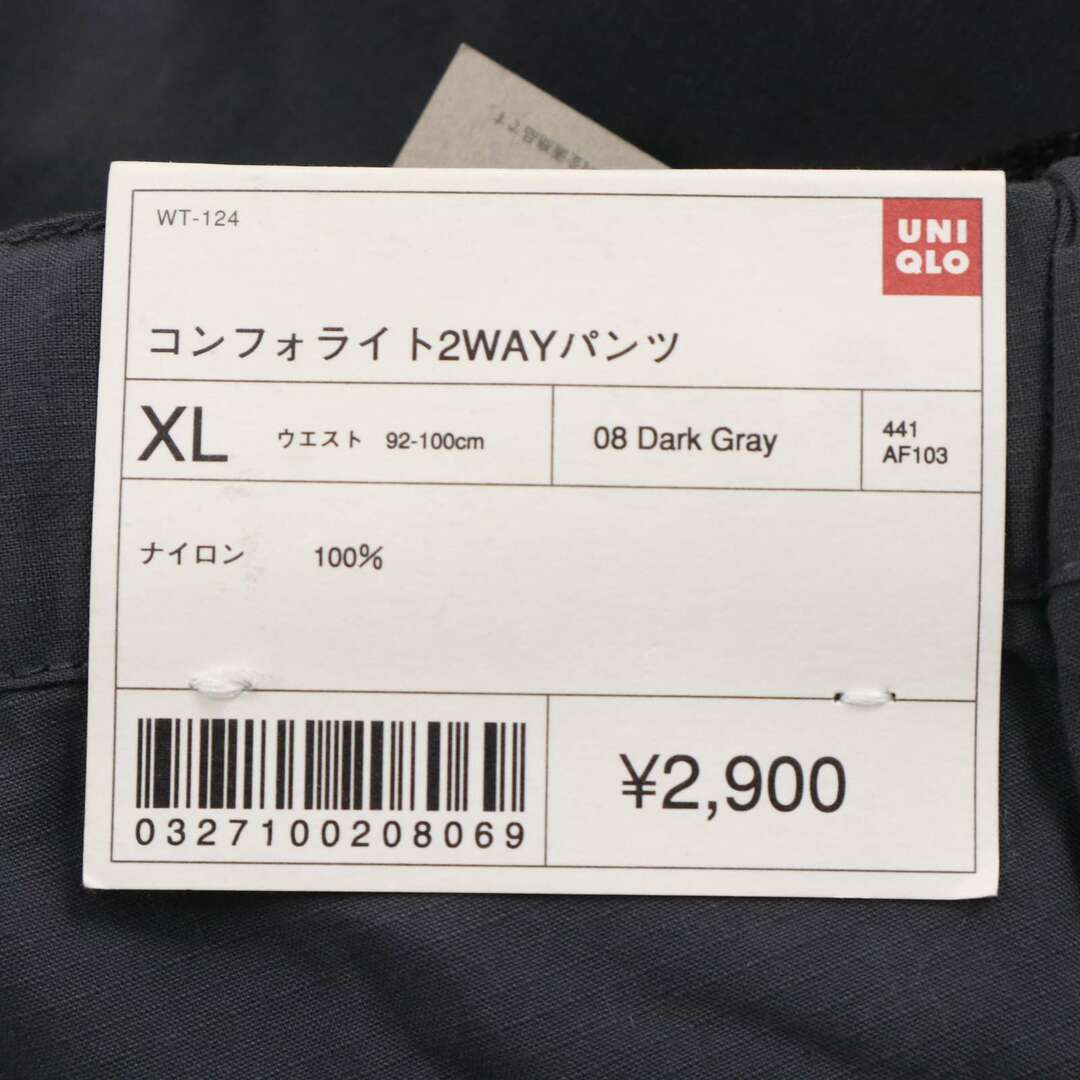 WT-124
UNI
QLO
コンフォライト2WAYパンツ
XL ウエスト 92-100cm
08 Dark Gray
441
AF103
ナイロン 100%
0327100208069
¥2,900